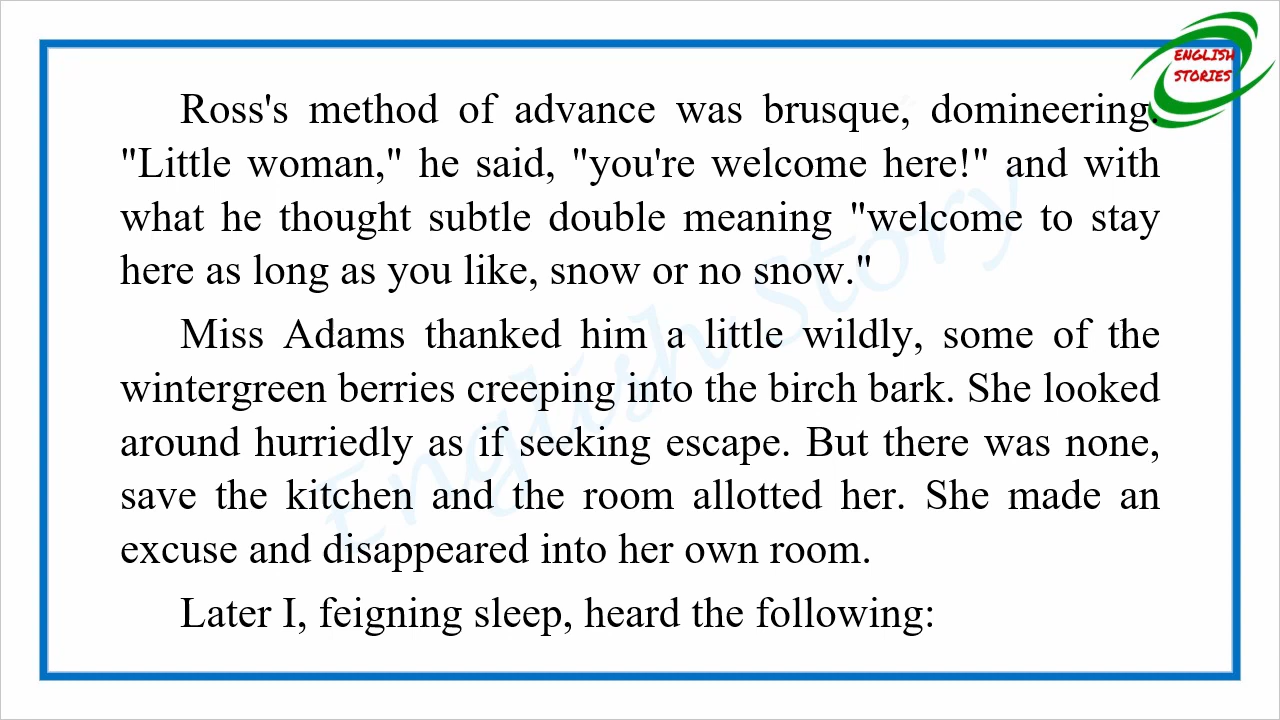 ENGLISH
STORIES
Ross's method of advance was brusque, domineering.
"Little woman," he said, "you're welcome here!" and with
what he thought subtle double meaning "welcome to stay
here as long as you like, snow or no snow."
Miss Adams thanked him a little wildly, some of the
wintergreen berries creeping into the birch bark. She looked
around hurriedly as if seeking escape. But there was none,
save the kitchen and the room allotted her. She made an
excuse and disappeared into her own room.
Later I, feigning sleep, heard the following:
English Story